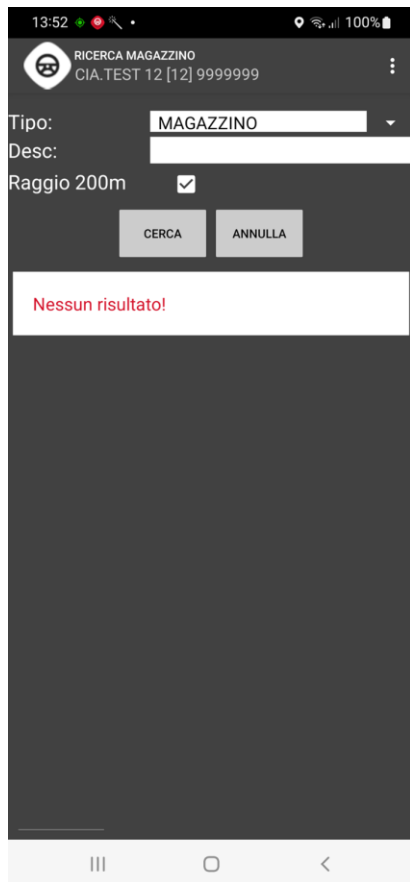 13:52
100%
RICERCA MAGAZZINO
CIA.TEST 12 [12] 9999999
Tipo: MAGAZZINO
Desc:
Raggio 200m
CERCA ANNULLA
Nessun risultato!